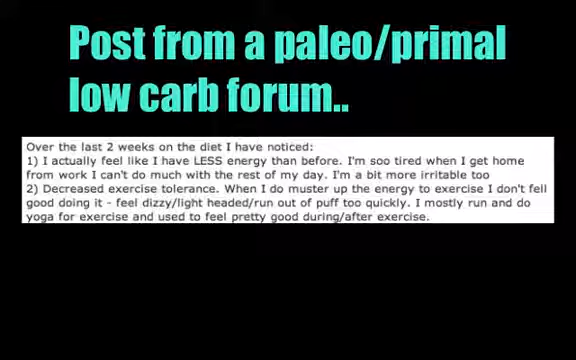 Post from a paleo/primal
low carb forum..
Over the last 2 weeks on the diet I have noticed:
1) I actually feel like I have LESS energy than before. I'm soo tired when I get home
from work I can't do much with the rest of my day. I'm a bit more irritable too
2) Decreased exercise tolerance. When I do muster up the energy to exercise I don't fell
good doing it - feel dizzy/light headed/run out of puff too quickly. I mostly run and do
yoga for exercise and used to feel pretty good during/after exercise.